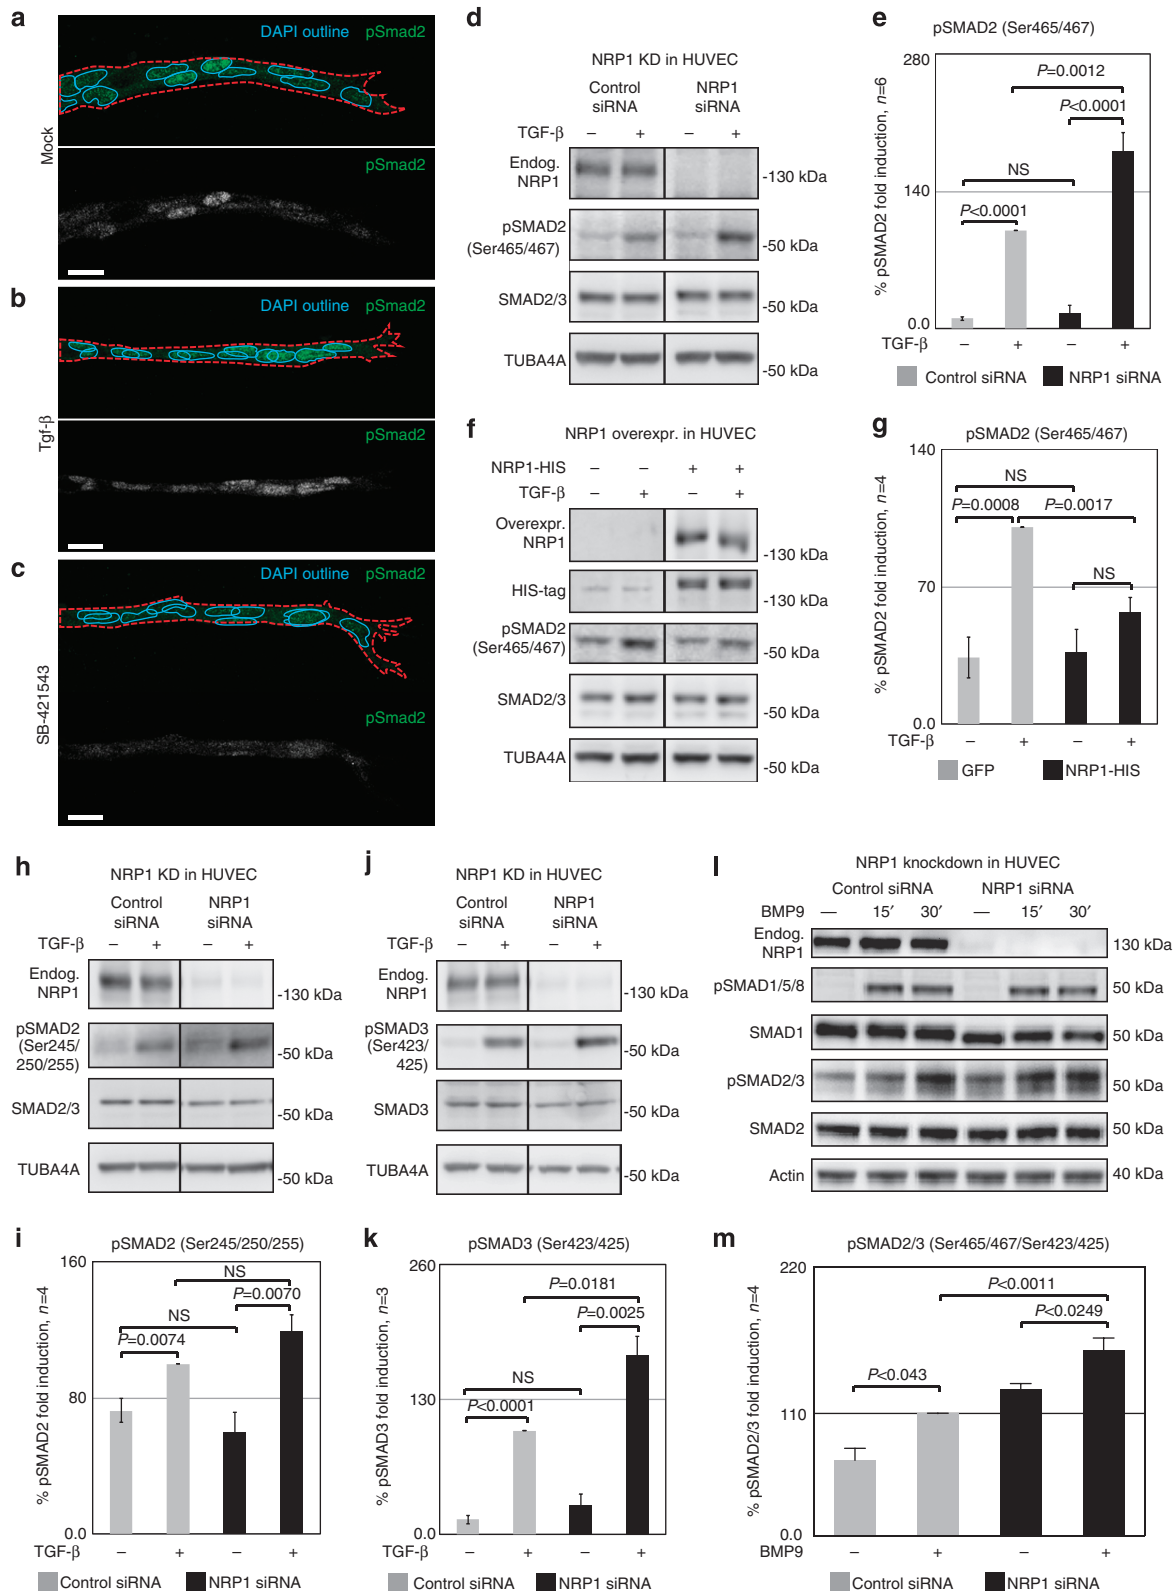 a
DAPI outline pSmad2
Mock
pSmad2
b
DAPI outline pSmad2
Tgf-β
pSmad2
c
DAPI outline pSmad2
SB-421543
pSmad2
d
NRP1 KD in HUVEC
Control siRNA NRP1 siRNA
TGF-β – + – +
Endog. NRP1 -130 kDa
pSMAD2 (Ser465/467) -50 kDa
SMAD2/3 -50 kDa
TUBA4A -50 kDa
e
pSMAD2 (Ser465/467)
% pSMAD2 fold induction, n=6
280
140
0.0
P=0.0012
P<0.0001
NS
P<0.0001
TGF-β – + – +
Control siRNA NRP1 siRNA
f
NRP1 overexpr. in HUVEC
NRP1-HIS – – + +
TGF-β – + – +
Overexpr. NRP1 -130 kDa
HIS-tag -130 kDa
pSMAD2 (Ser465/467) -50 kDa
SMAD2/3 -50 kDa
TUBA4A -50 kDa
g
pSMAD2 (Ser465/467)
% pSMAD2 fold induction, n=4
140
70
0.0
NS
P=0.0008 P=0.0017
NS
TGF-β – + – +
GFP NRP1-HIS
h
NRP1 KD in HUVEC
Control siRNA NRP1 siRNA
TGF-β – + – +
Endog. NRP1 -130 kDa
pSMAD2 (Ser245/250/255) -50 kDa
SMAD2/3 -50 kDa
TUBA4A -50 kDa
j
NRP1 KD in HUVEC
Control siRNA NRP1 siRNA
TGF-β – + – +
Endog. NRP1 -130 kDa
pSMAD3 (Ser423/425) -50 kDa
SMAD3 -50 kDa
TUBA4A -50 kDa
l
NRP1 knockdown in HUVEC
Control siRNA NRP1 siRNA
BMP9 — 15′ 30′ — 15′ 30′
Endog. NRP1 130 kDa
pSMAD1/5/8 50 kDa
SMAD1 50 kDa
pSMAD2/3 50 kDa
SMAD2 50 kDa
Actin 40 kDa
i
pSMAD2 (Ser245/250/255)
% pSMAD2 fold induction, n=4
160
80
0.0
NS
P=0.0070
NS
P=0.0074
TGF-β – + – +
Control siRNA NRP1 siRNA
k
pSMAD3 (Ser423/425)
% pSMAD3 fold induction, n=3
260
130
0.0
P=0.0181
P=0.0025
NS
P<0.0001
TGF-β – + – +
Control siRNA NRP1 siRNA
m
pSMAD2/3 (Ser465/467/Ser423/425)
% pSMAD2/3 fold induction, n=4
220
110
0.0
P<0.0011
P<0.0249
P<0.043
BMP9 – + – +
Control siRNA NRP1 siRNA